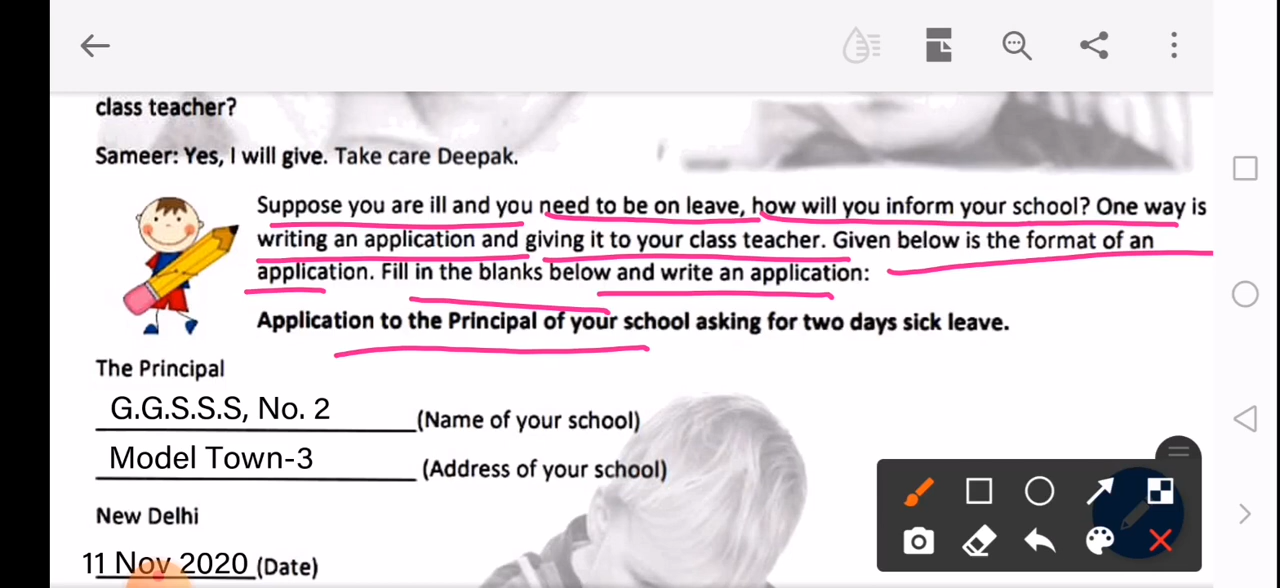 class teacher?
Sameer: Yes, I will give. Take care Deepak.
Suppose you are ill and you need to be on leave, how will you inform your school? One way is
writing an application and giving it to your class teacher. Given below is the format of an
application. Fill in the blanks below and write an application:
Application to the Principal of your school asking for two days sick leave.
The Principal
G.G.S.S.S, No. 2 (Name of your school)
Model Town-3 (Address of your school)
New Delhi
11 Nov 2020 (Date)